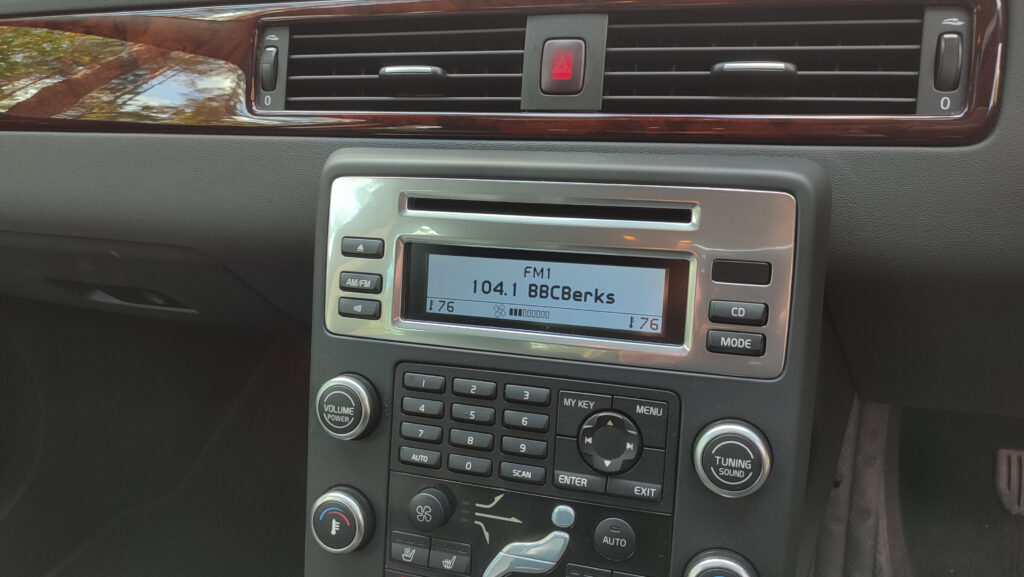 0
0
FM1
104.1 BBCBerks
76
76
AM/FM
CD
MODE
VOLUME
POWER
1
2
3
4
5
6
7
8
9
AUTO
0
SCAN
MY KEY
MENU
ENTER
EXIT
TUNING
SOUND
AUTO